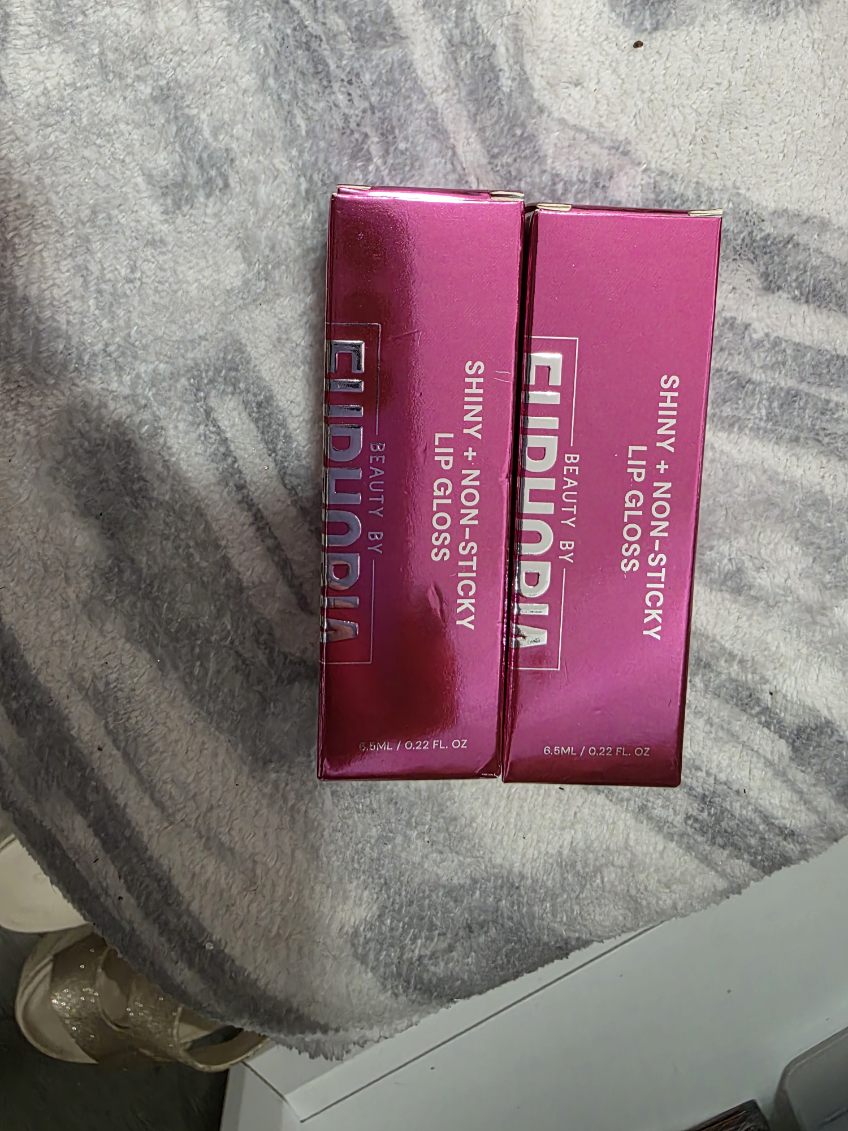 SHINY + NON-STICKY
LIP GLOSS
BEAUTY BY
EUPHORIA
6.5ML / 0.22 FL. OZ
SHINY + NON-STICKY
LIP GLOSS
BEAUTY BY
EUPHORIA
6.5ML / 0.22 FL. OZ